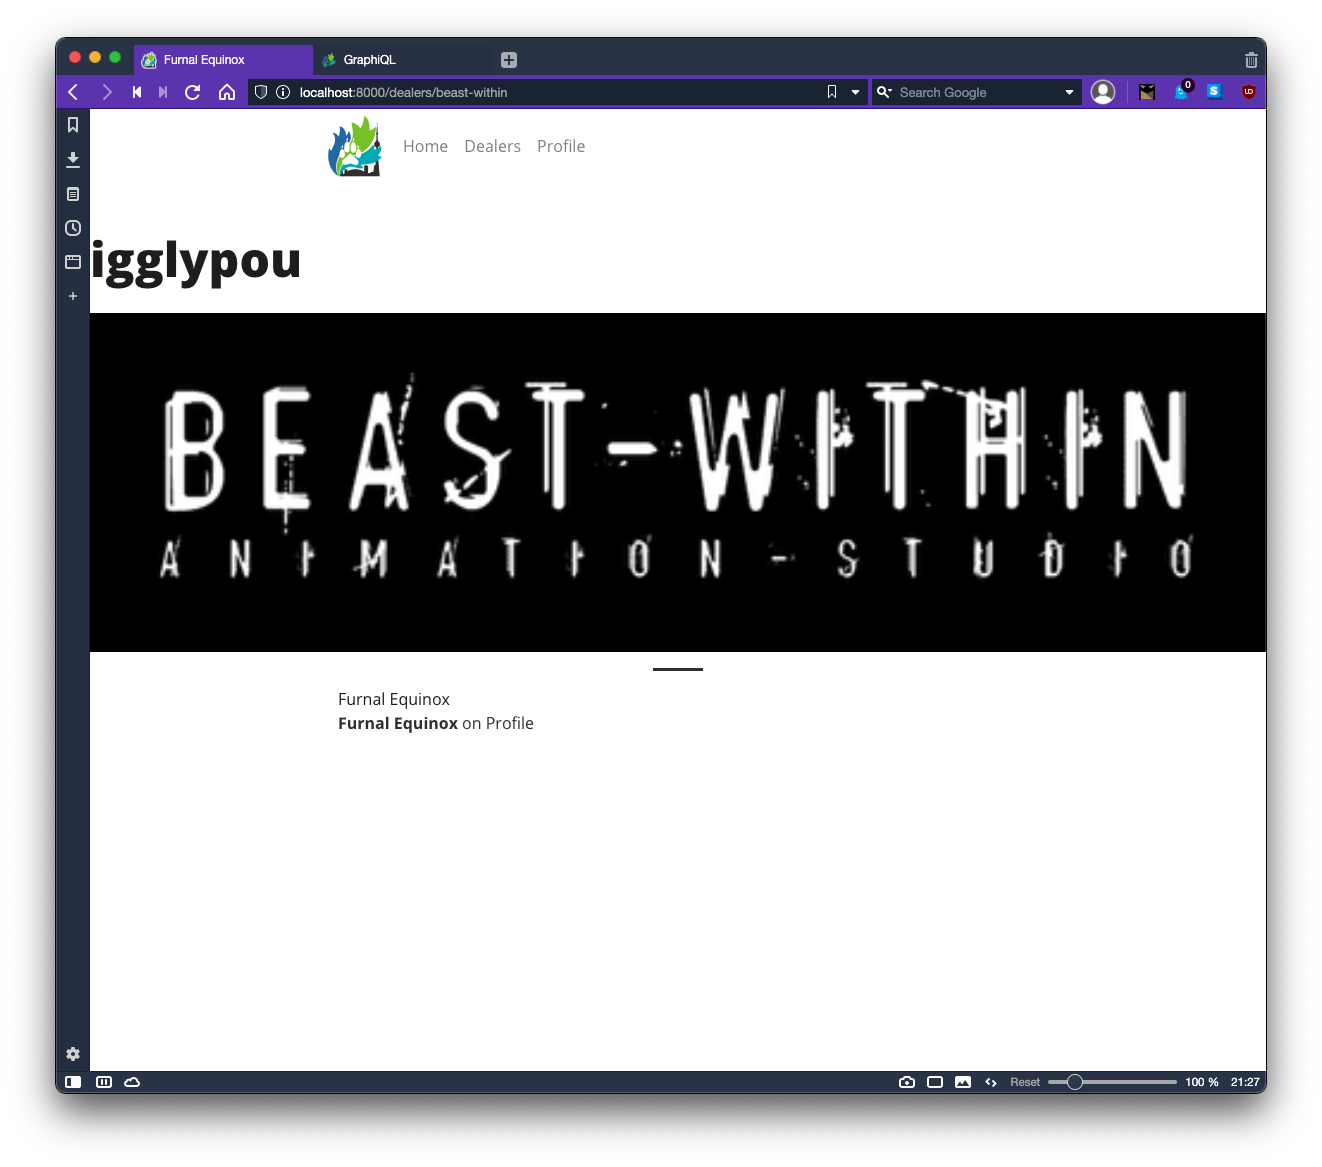 Furnal Equinox
GraphiQL
localhost:8000/dealers/beast-within
Search Google
0
S
UD
Home Dealers Profile
igglypou
BEAST-WITHIN
ANIMATION-STUDIO
Furnal Equinox
Furnal Equinox on Profile
Reset
100 %
21:27